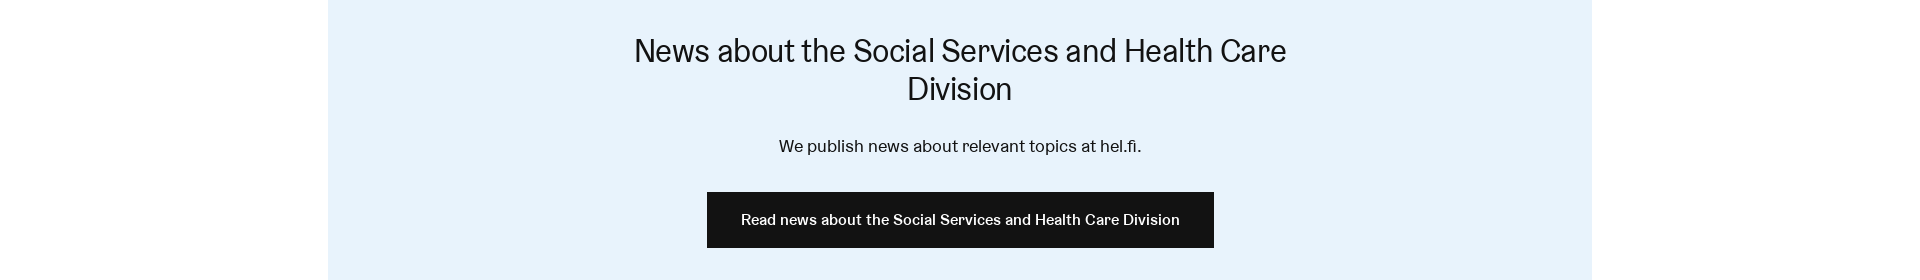 News about the Social Services and Health Care
Division
We publish news about relevant topics at hel.fi.
Read news about the Social Services and Health Care Division